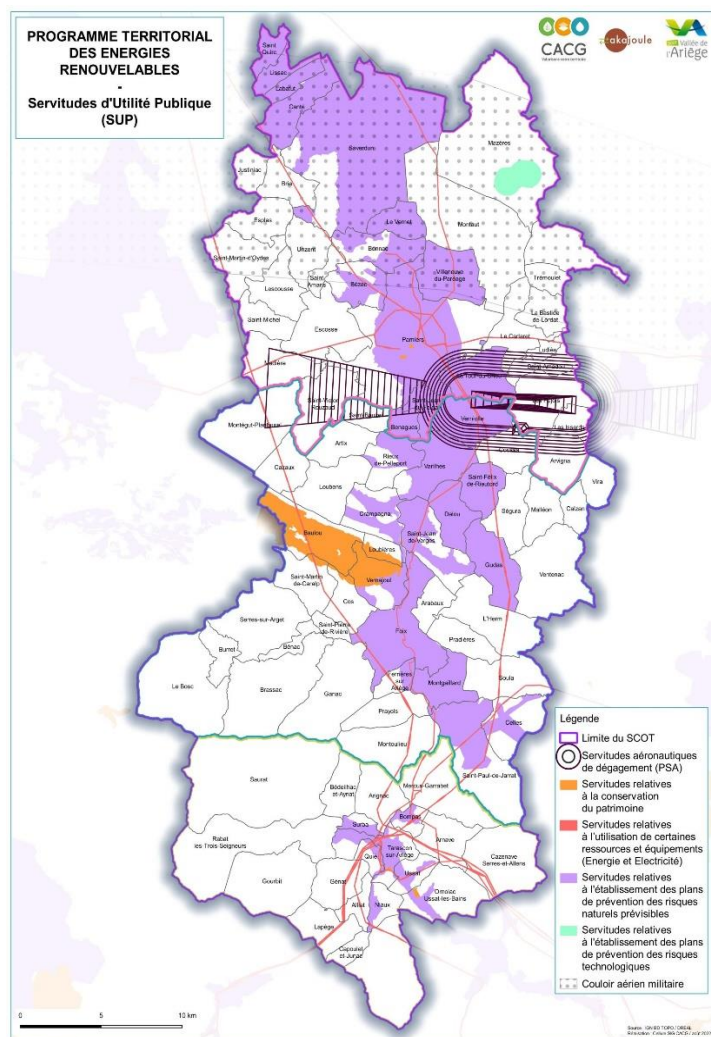 PROGRAMME TERRITORIAL
DES ENERGIES
RENOUVELABLES
-
Servitudes d'Utilité Publique
(SUP)
CACG
akajoule
Vallée de
l'Ariège
Saint-Quirc
Lissac
Labatut
Canté
Saverdun
Mazères
Justiniac
Brie
Esplas
Le Vernet
Montaut
Unzent
Bonnac
Saint-Martin-d'Oydes
Villeneuve
du-Paréage
Saint
Amans
Bézac
Trémoulet
Lescousse
La Bastide
de-Lordat
Saint-Michel
Escosse
Pamiers
Le Carlaret
Ludiès
Madière
Saint-Victor
Rouzaud
Verniolle
Les Issards
Montégut-Plantaurel
Bénagues
Artix
Arvigna
Rieux
de-Pelleport
Varilhes
Vira
Cazaux
Loubens
Saint-Félix
de-Rieutord
Crampagna
Dalou
Ségura
Malléon
Calzan
Saint-Jean
de-Verges
Baulou
Loubières
Gudas
Ventenac
Vernajoul
Saint-Martin
de-Caralp
Cos
Arabaux
L'Herm
Serres-sur-Arget
Saint-Pierre
de-Rivière
Foix
Pradières
Burret
Bénac
Ferrières
sur
Ariège
Soula
Le Bosc
Brassac
Ganac
Montgaillard
Prayols
Celles
Montoulieu
Saint-Paul-de-Jarrat
Saurat
Bédeilhac
et-Aynat
Arignac
Mercus-Garrabet
Bompas
Surba
Rabat
les-Trois-Seigneurs
Tarascon
sur-Ariège
Arnave
Cazenave
Serres-et-Allens
Quié
Gourbit
Génat
Ussat
Ornolac
Ussat-les-Bains
Alliat
Niaux
Lapège
Capoulet
et-Junac
Légende
Limite du SCOT
Servitudes aéronautiques
de dégagement (PSA)
Servitudes relatives
à la conservation
du patrimoine
Servitudes relatives
à l'utilisation de certaines
ressources et équipements
(Energie et Electricité)
Servitudes relatives
à l'établissement des plans
de prévention des risques
naturels prévisibles
Servitudes relatives
à l'établissement des plans
de prévention des risques
technologiques
Couloir aérien militaire
0 5 10 km